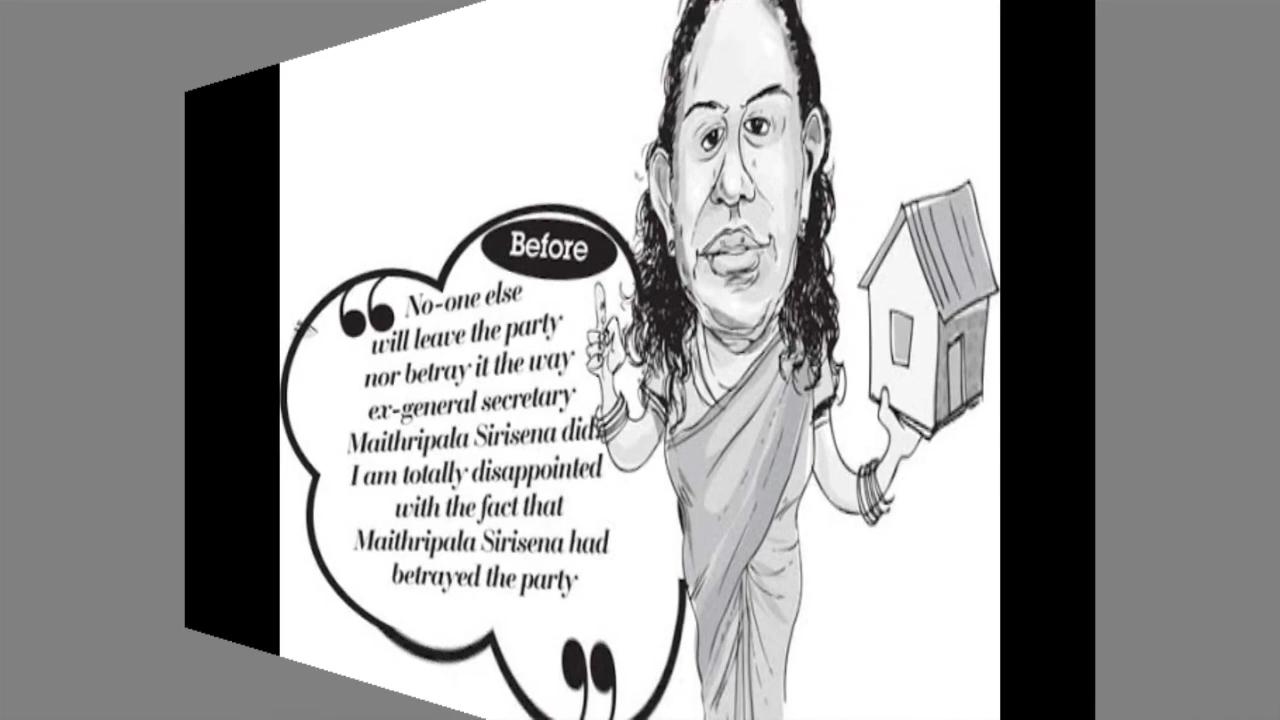 Before
“ No-one else
will leave the party
nor betray it the way
ex-general secretary
Maithripala Sirisena did.
I am totally disappointed
with the fact that
Maithripala Sirisena had
betrayed the party
”